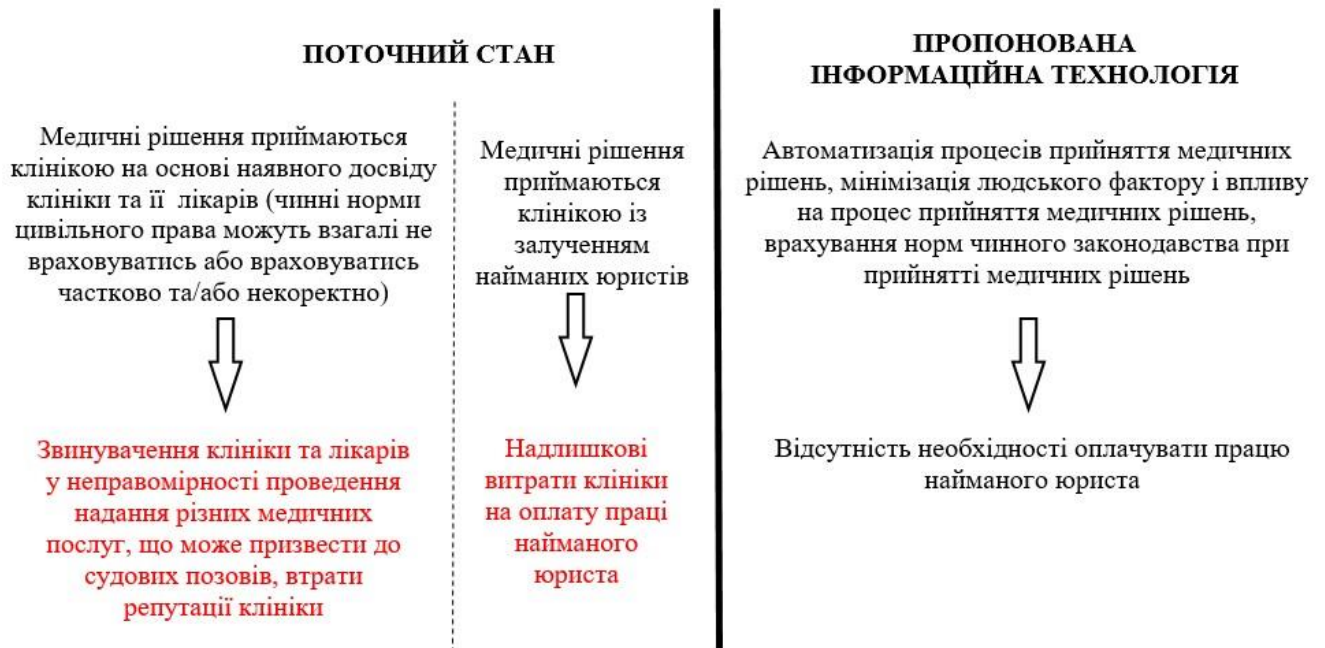 ПОТОЧНИЙ СТАН
Медичні рішення приймаються
клінікою на основі наявного досвіду
клініки та її лікарів (чинні норми
цивільного права можуть взагалі не
враховуватись або враховуватись
частково та/або некоректно)
Звинувачення клініки та лікарів
у неправомірності проведення
надання різних медичних
послуг, що може призвести до
судових позовів, втрати
репутації клініки
Медичні рішення
приймаються
клінікою із
залученням
найманих юристів
Надлишкові
витрати клініки
на оплату праці
найманого
юриста
ПРОПОНОВАНА
ІНФОРМАЦІЙНА ТЕХНОЛОГІЯ
Автоматизація процесів прийняття медичних
рішень, мінімізація людського фактору і впливу
на процес прийняття медичних рішень,
врахування норм чинного законодавства при
прийнятті медичних рішень
Відсутність необхідності оплачувати працю
найманого юриста